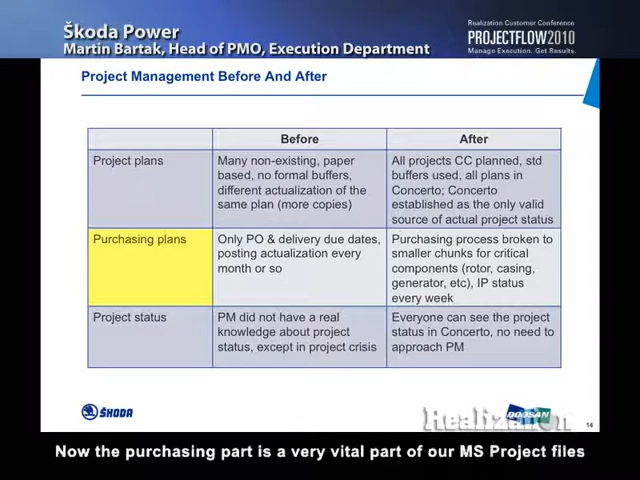 Škoda Power
Martin Bartak, Head of PMO, Execution Department
Realization Customer Conference
PROJECTFLOW2010
Manage Execution. Get Results.
Project Management Before And After
Before
After
Project plans
Many non-existing, paper
based, no formal buffers,
different actualization of the
same plan (more copies)
All projects CC planned, std
buffers used, all plans in
Concerto; Concerto
established as the only valid
source of actual project status
Purchasing plans
Only PO & delivery due dates,
posting actualization every
month or so
Purchasing process broken to
smaller chunks for critical
components (rotor, casing,
generator, etc), IP status
every week
Project status
PM did not have a real
knowledge about project
status, except in project crisis
Everyone can see the project
status in Concerto, no need to
approach PM
ŠKODA
Realization
DOOSAN
14
Now the purchasing part is a very vital part of our MS Project files